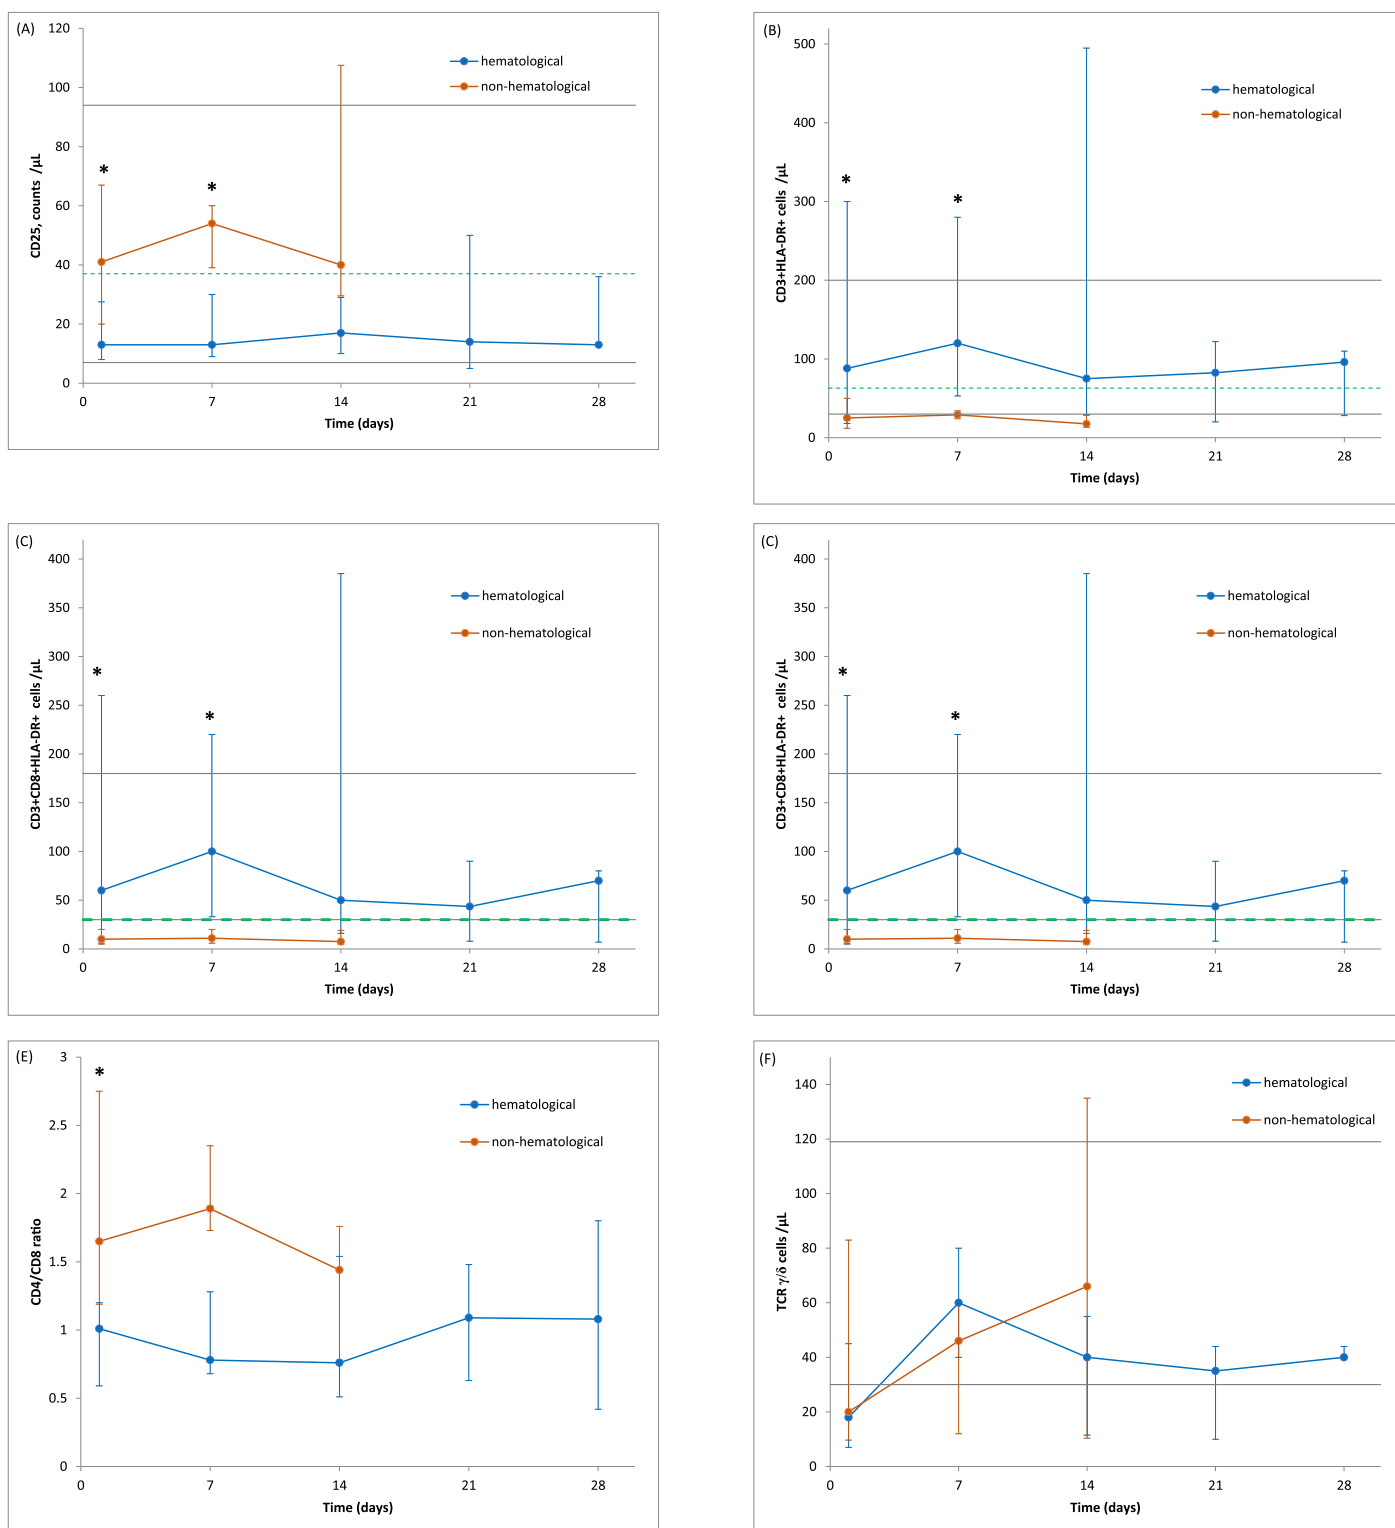 (A)
120
100
80
60
40
20
0
CD25, counts /µL
hematological
non-hematological
*
*
0 7 14 21 28
Time (days)
(B)
500
400
300
200
100
0
CD3+HLA-DR+ cells /µL
hematological
non-hematological
*
*
0 7 14 21 28
Time (days)
(C)
400
350
300
250
200
150
100
50
0
CD3+CD8+HLA-DR+ cells /µL
hematological
non-hematological
*
*
0 7 14 21 28
Time (days)
(C)
400
350
300
250
200
150
100
50
0
CD3+CD8+HLA-DR+ cells /µL
hematological
non-hematological
*
*
0 7 14 21 28
Time (days)
(E)
3
2.5
2
1.5
1
0.5
0
CD4/CD8 ratio
hematological
non-hematological
*
0 7 14 21 28
Time (days)
(F)
140
120
100
80
60
40
20
0
TCR γ/δ cells /µL
hematological
non-hematological
0 7 14 21 28
Time (days)